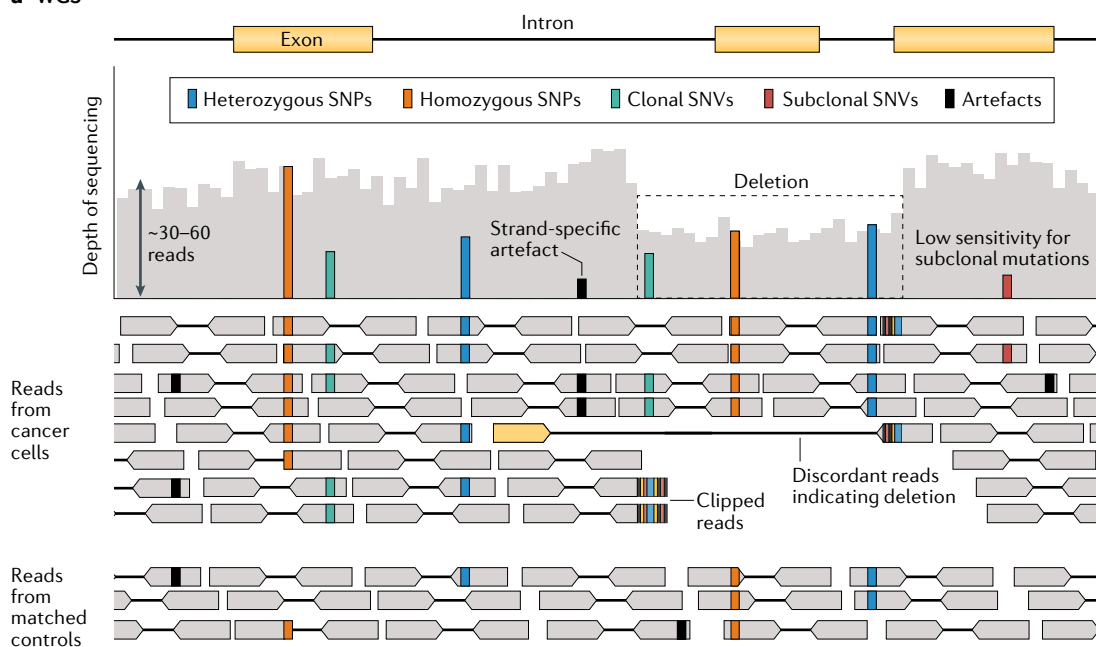 a WGS
Intron
Exon
Heterozygous SNPs
Homozygous SNPs
Clonal SNVs
Subclonal SNVs
Artefacts
Depth of sequencing
~30–60
reads
Strand-specific
artefact
Deletion
Low sensitivity for
subclonal mutations
Reads
from
cancer
cells
Discordant reads
indicating deletion
Clipped
reads
Reads
from
matched
controls